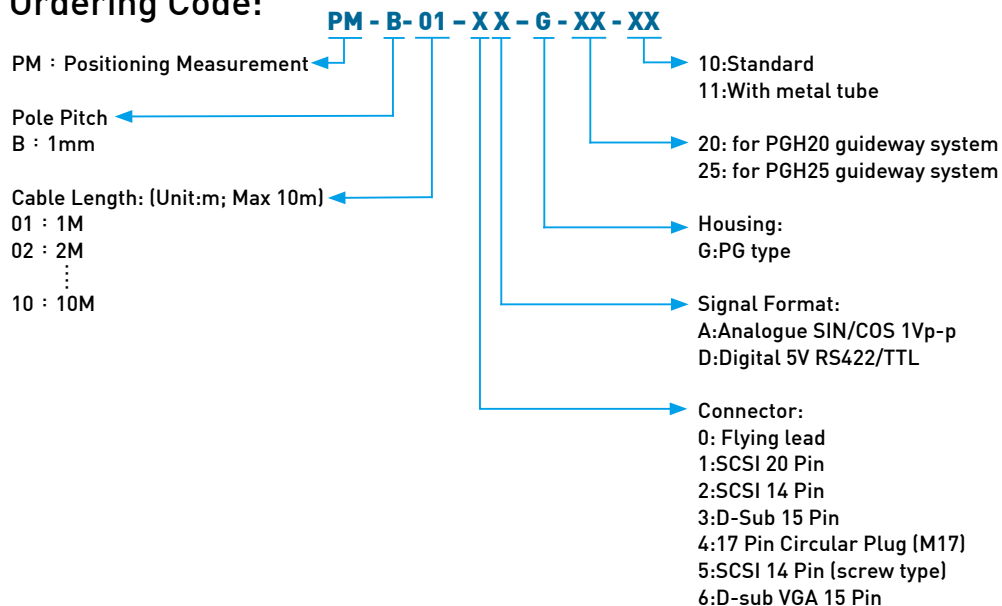 Ordering Code:
PM - B- 01 - X X - G - XX - XX
PM：Positioning Measurement
Pole Pitch
B：1mm
Cable Length: (Unit:m; Max 10m)
01：1M
02：2M
⋮
10：10M
10:Standard
11:With metal tube
20: for PGH20 guideway system
25: for PGH25 guideway system
Housing:
G:PG type
Signal Format:
A:Analogue SIN/COS 1Vp-p
D:Digital 5V RS422/TTL
Connector:
0: Flying lead
1:SCSI 20 Pin
2:SCSI 14 Pin
3:D-Sub 15 Pin
4:17 Pin Circular Plug (M17)
5:SCSI 14 Pin (screw type)
6:D-sub VGA 15 Pin